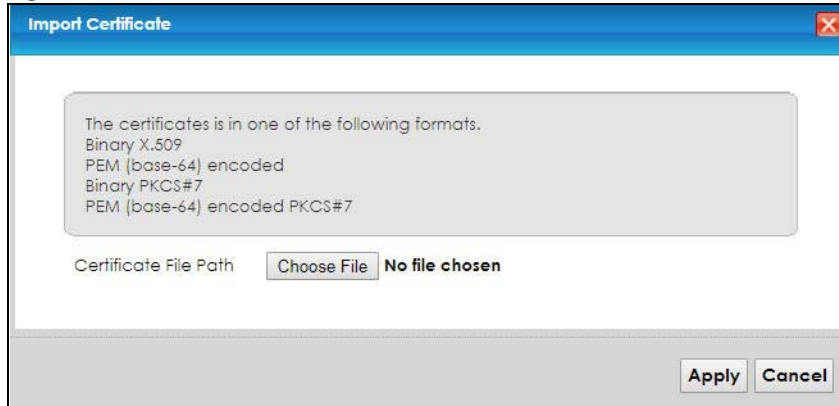 Import Certificate
The certificates is in one of the following formats.
Binary X.509
PEM (base-64) encoded
Binary PKCS#7
PEM (base-64) encoded PKCS#7
Certificate File Path Choose File No file chosen
Apply Cancel